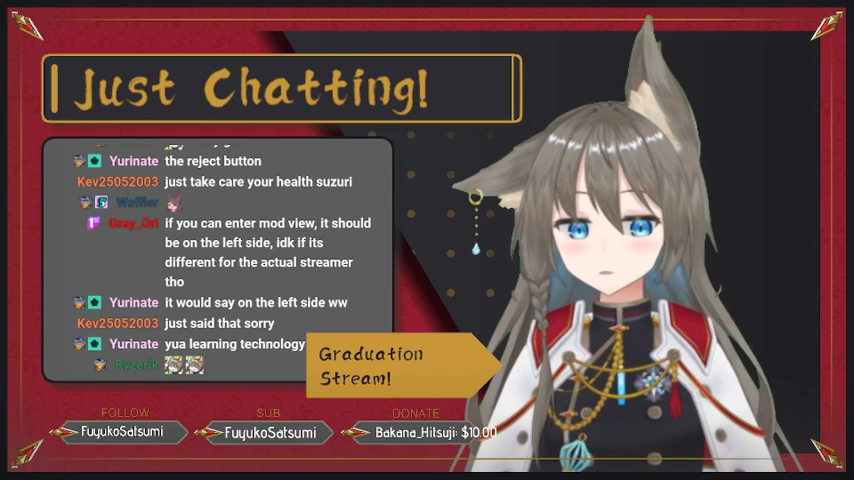 Just Chatting!
Yurinate the reject button
Kev25052003 just take care your health suzuri
Waffler
Gray_Ori if you can enter mod view, it should
be on the left side, idk if its
different for the actual streamer
tho
Yurinate it would say on the left side ww
Kev25052003 just said that sorry
Yurinate yua learning technology
Ryzerik
Graduation
Stream!
FOLLOW SUB DONATE
FuyukoSatsumi FuyukoSatsumi Bakana_Hitsuji: $10.00